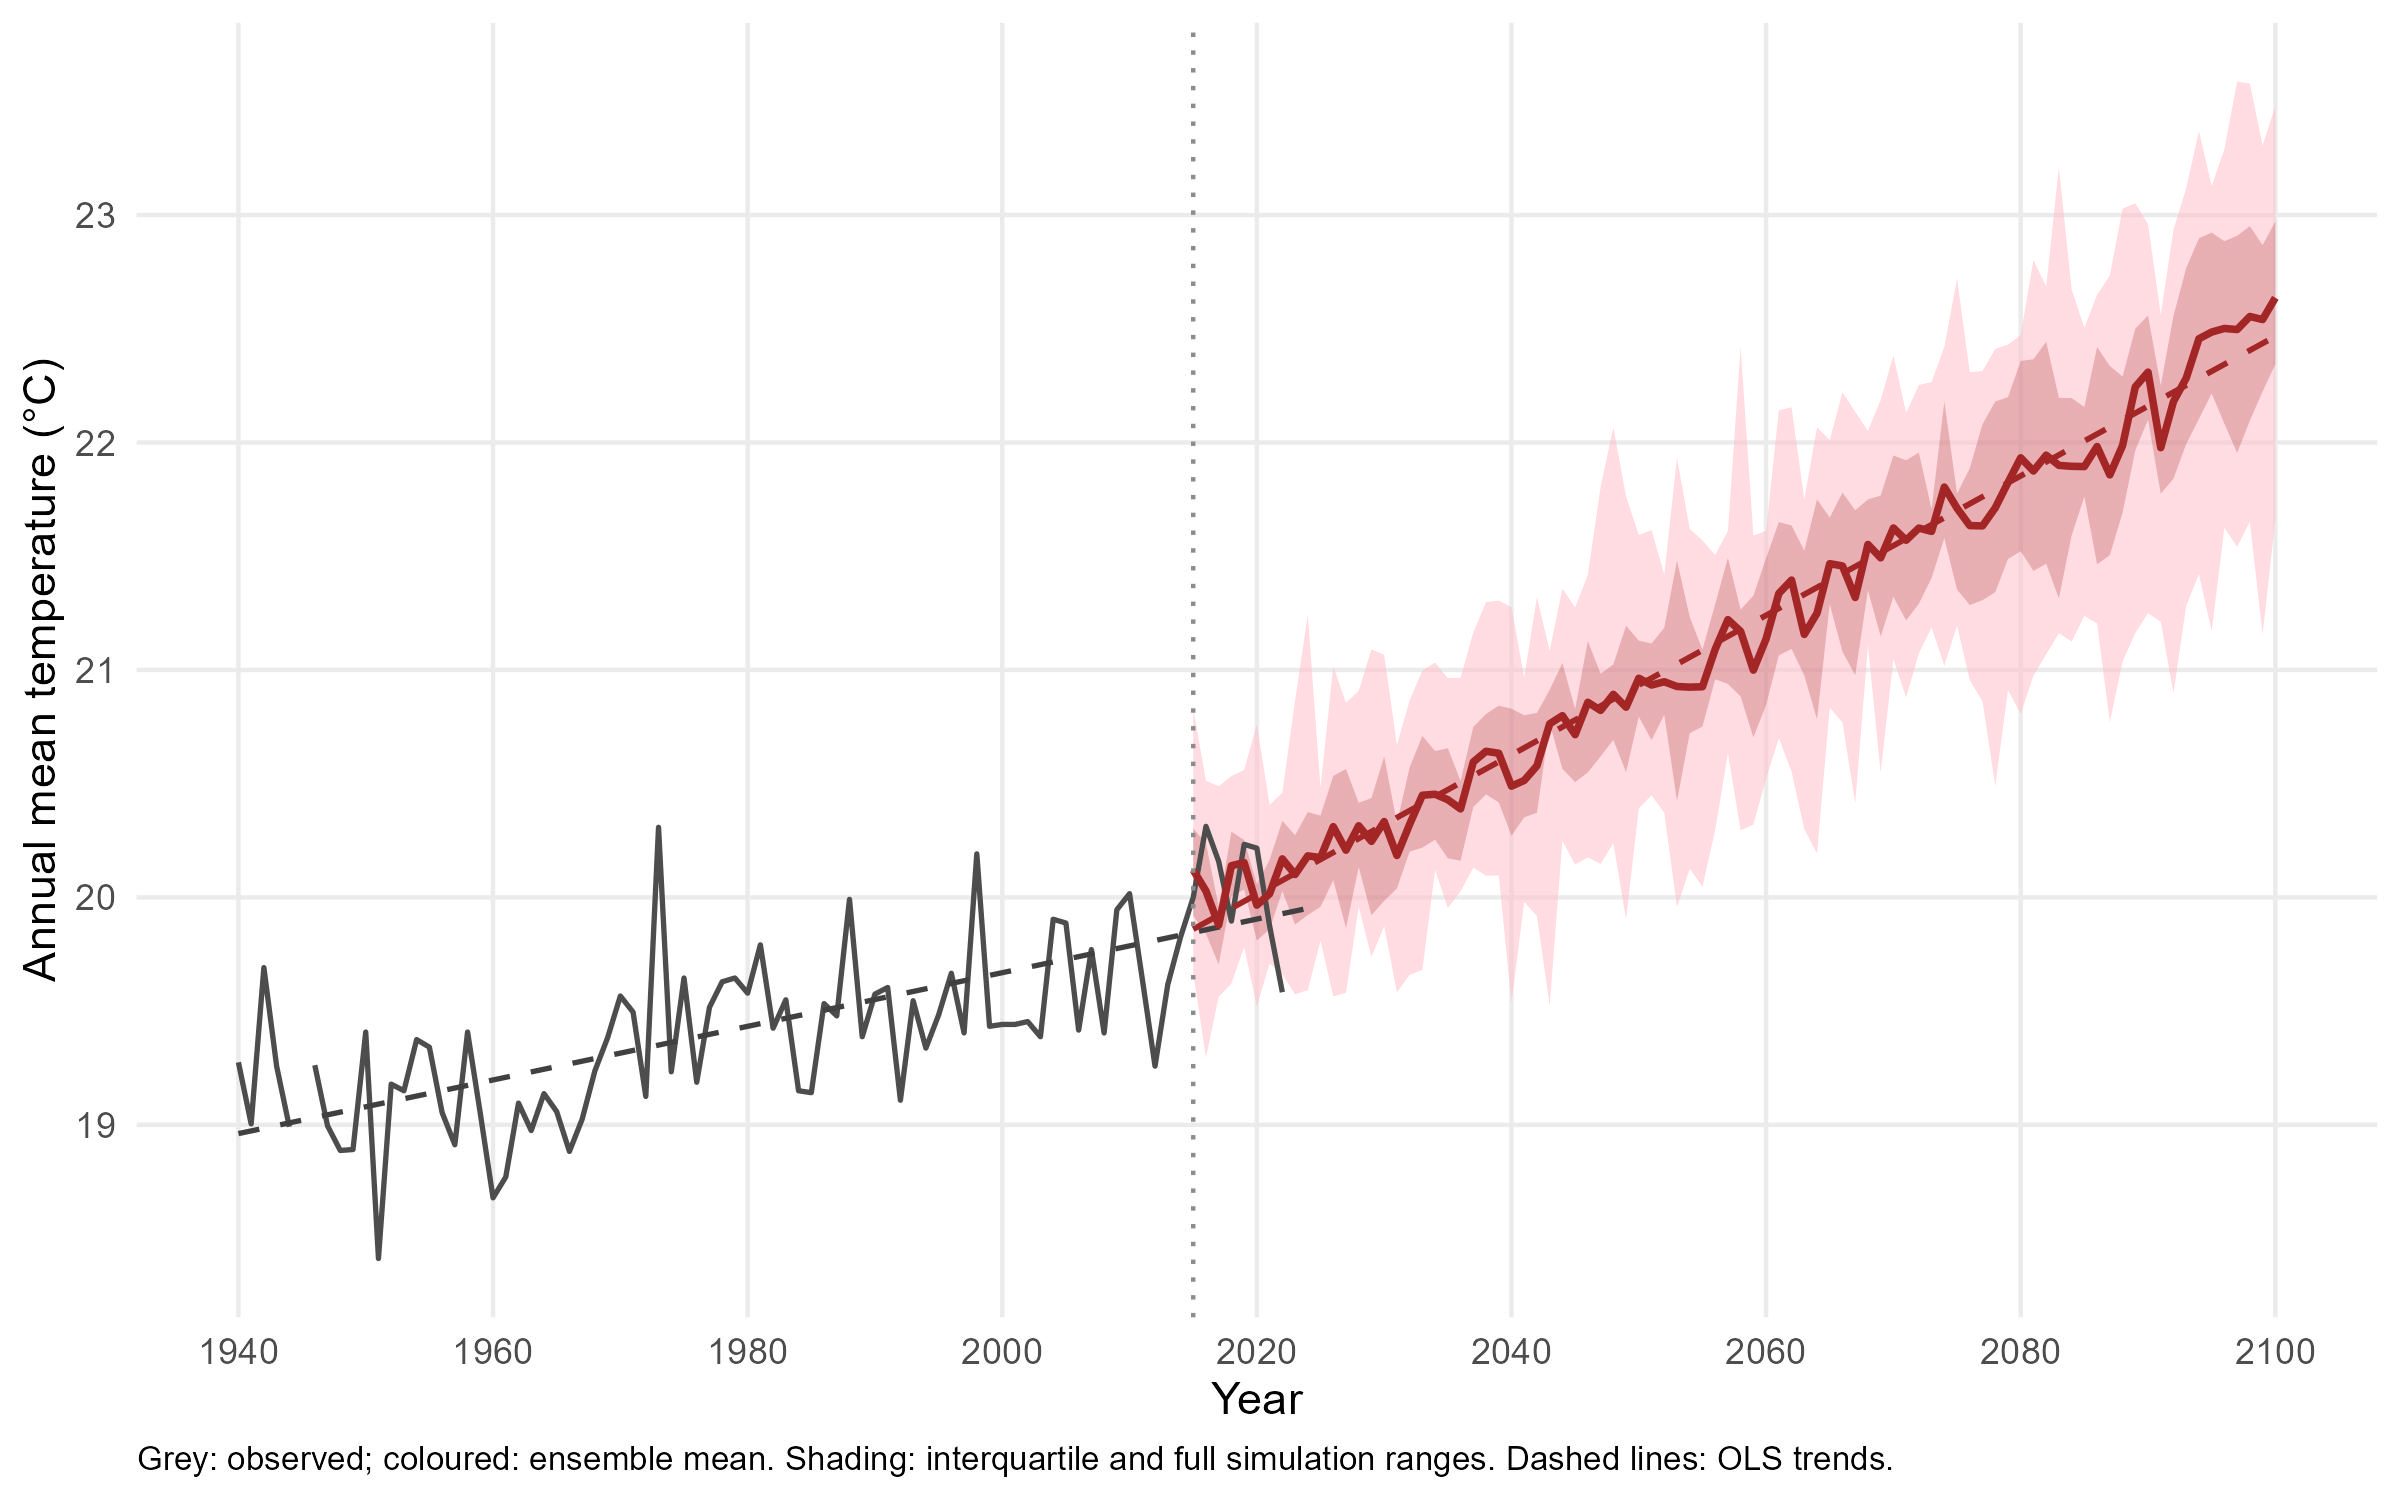 Annual mean temperature (°C)
23
22
21
20
19
1940 1960 1980 2000 2020 2040 2060 2080 2100
Year
Grey: observed; coloured: ensemble mean. Shading: interquartile and full simulation ranges. Dashed lines: OLS trends.